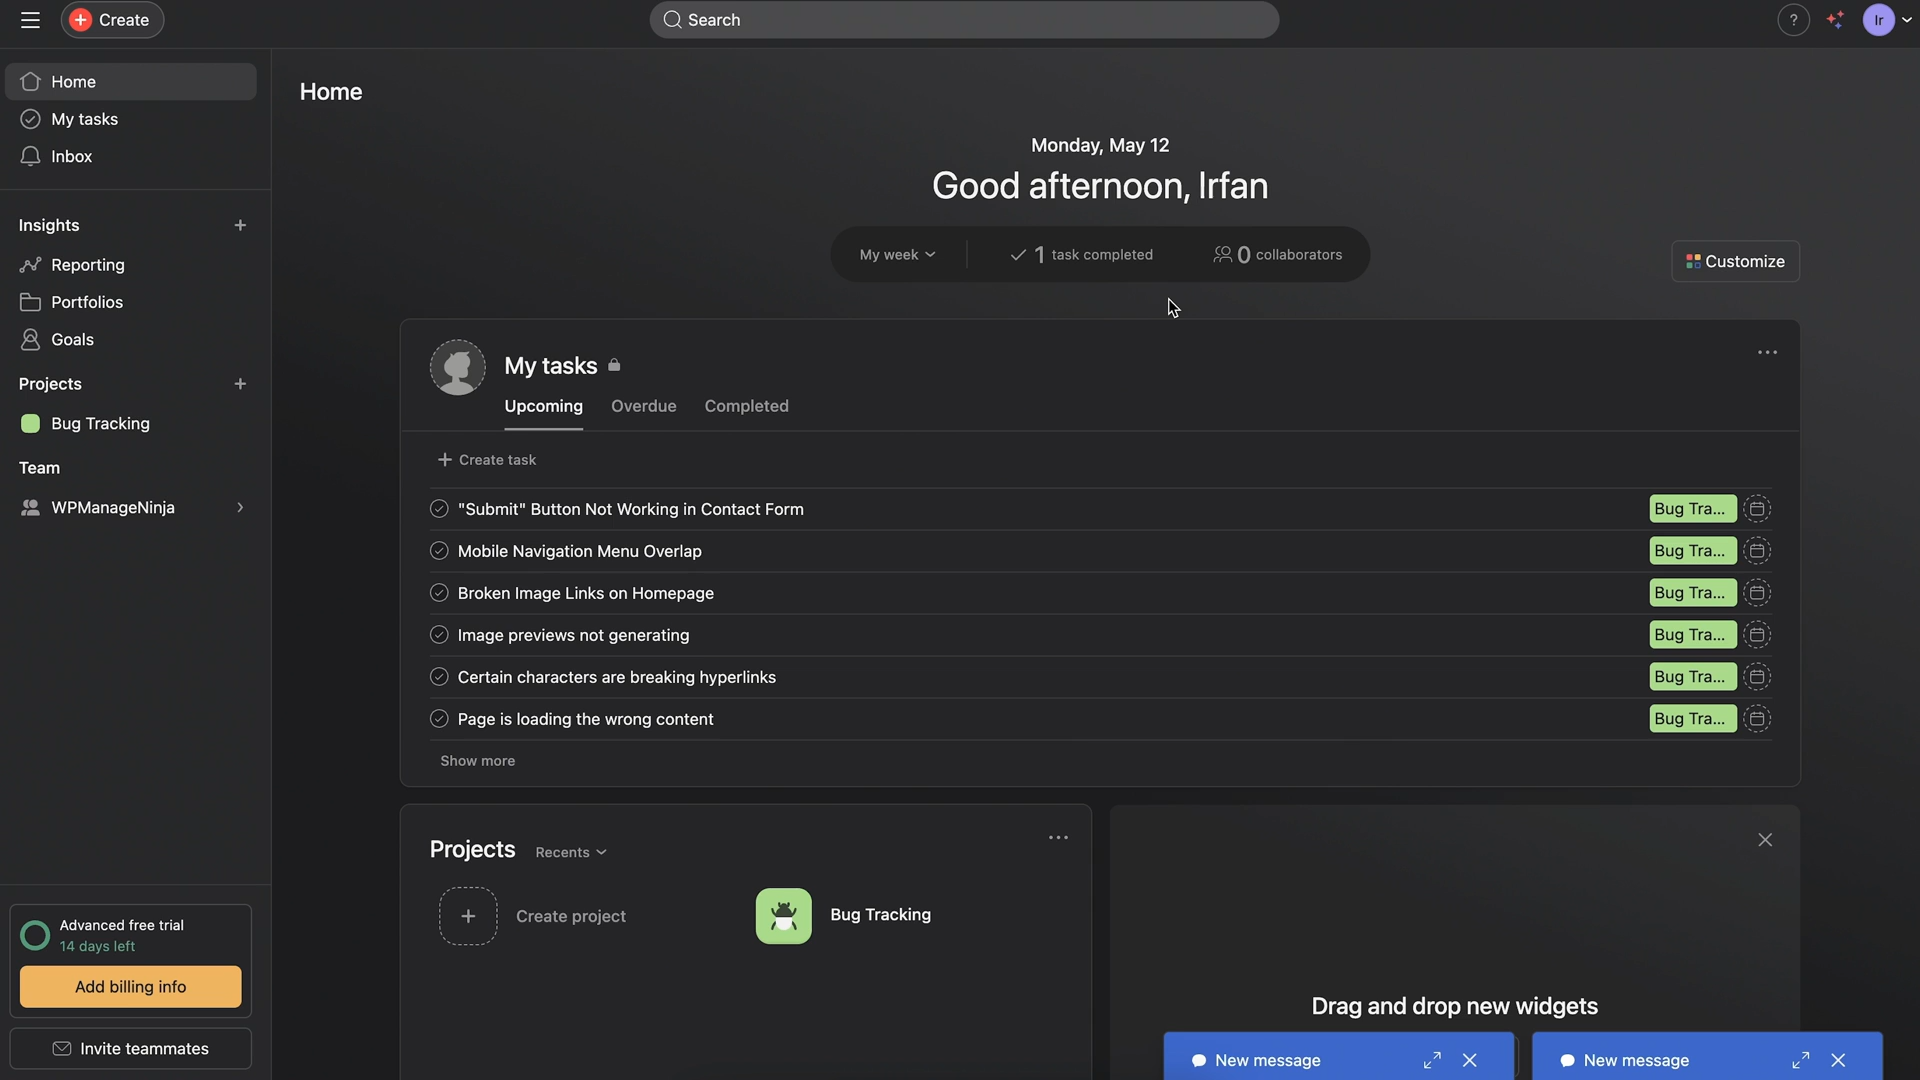 Create
Search
?
Ir
Home
My tasks
Inbox
Insights
Reporting
Portfolios
Goals
Projects
Bug Tracking
Team
WPManageNinja
Advanced free trial
14 days left
Add billing info
Invite teammates
Home
Monday, May 12
Good afternoon, Irfan
My week
1 task completed
0 collaborators
Customize
My tasks
Upcoming Overdue Completed
Create task
"Submit" Button Not Working in Contact Form Bug Tra...
Mobile Navigation Menu Overlap Bug Tra...
Broken Image Links on Homepage Bug Tra...
Image previews not generating Bug Tra...
Certain characters are breaking hyperlinks Bug Tra...
Page is loading the wrong content Bug Tra...
Show more
Projects Recents
Create project
Bug Tracking
Drag and drop new widgets
New message
New message